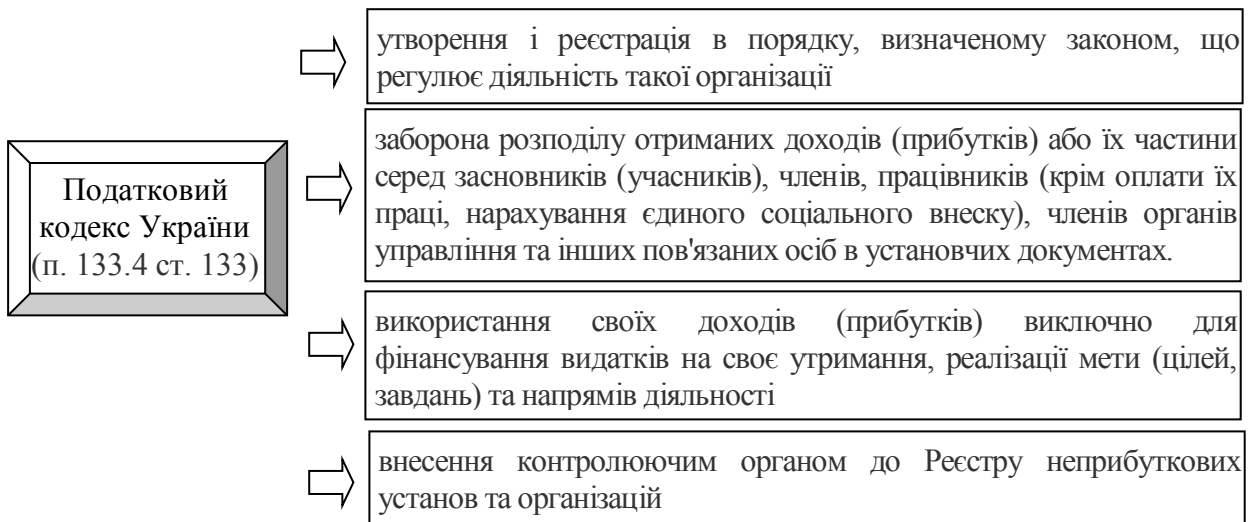 утворення і реєстрація в порядку, визначеному законом, що
регулює діяльність такої організації
заборона розподілу отриманих доходів (прибутків) або їх частини
серед засновників (учасників), членів, працівників (крім оплати їх
праці, нарахування єдиного соціального внеску), членів органів
управління та інших пов'язаних осіб в установчих документах.
Податковий
кодекс України
(п. 133.4 ст. 133)
використання своїх доходів (прибутків) виключно для
фінансування видатків на своє утримання, реалізації мети (цілей,
завдань) та напрямів діяльності
внесення контролюючим органом до Реєстру неприбуткових
установ та організацій